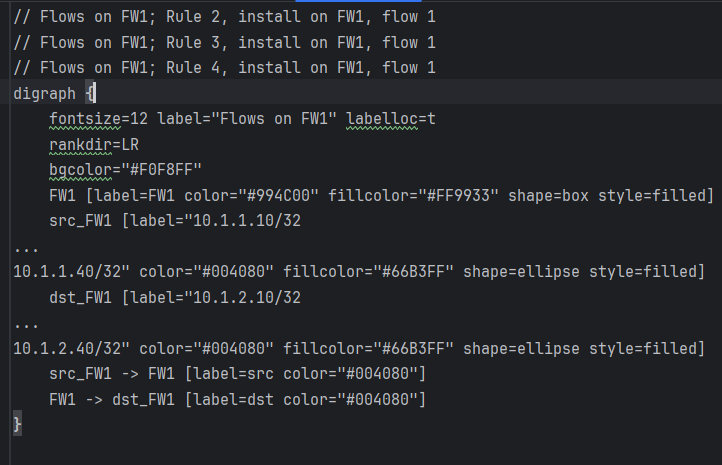 // Flows on FW1; Rule 2, install on FW1, flow 1
// Flows on FW1; Rule 3, install on FW1, flow 1
// Flows on FW1; Rule 4, install on FW1, flow 1
digraph {
    fontsize=12 label="Flows on FW1" labelloc=t
    rankdir=LR
    bgcolor="#F0F8FF"
    FW1 [label=FW1 color="#994C00" fillcolor="#FF9933" shape=box style=filled]
    src_FW1 [label="10.1.1.10/32
...
10.1.1.40/32" color="#004080" fillcolor="#66B3FF" shape=ellipse style=filled]
    dst_FW1 [label="10.1.2.10/32
...
10.1.2.40/32" color="#004080" fillcolor="#66B3FF" shape=ellipse style=filled]
    src_FW1 -> FW1 [label=src color="#004080"]
    FW1 -> dst_FW1 [label=dst color="#004080"]
}